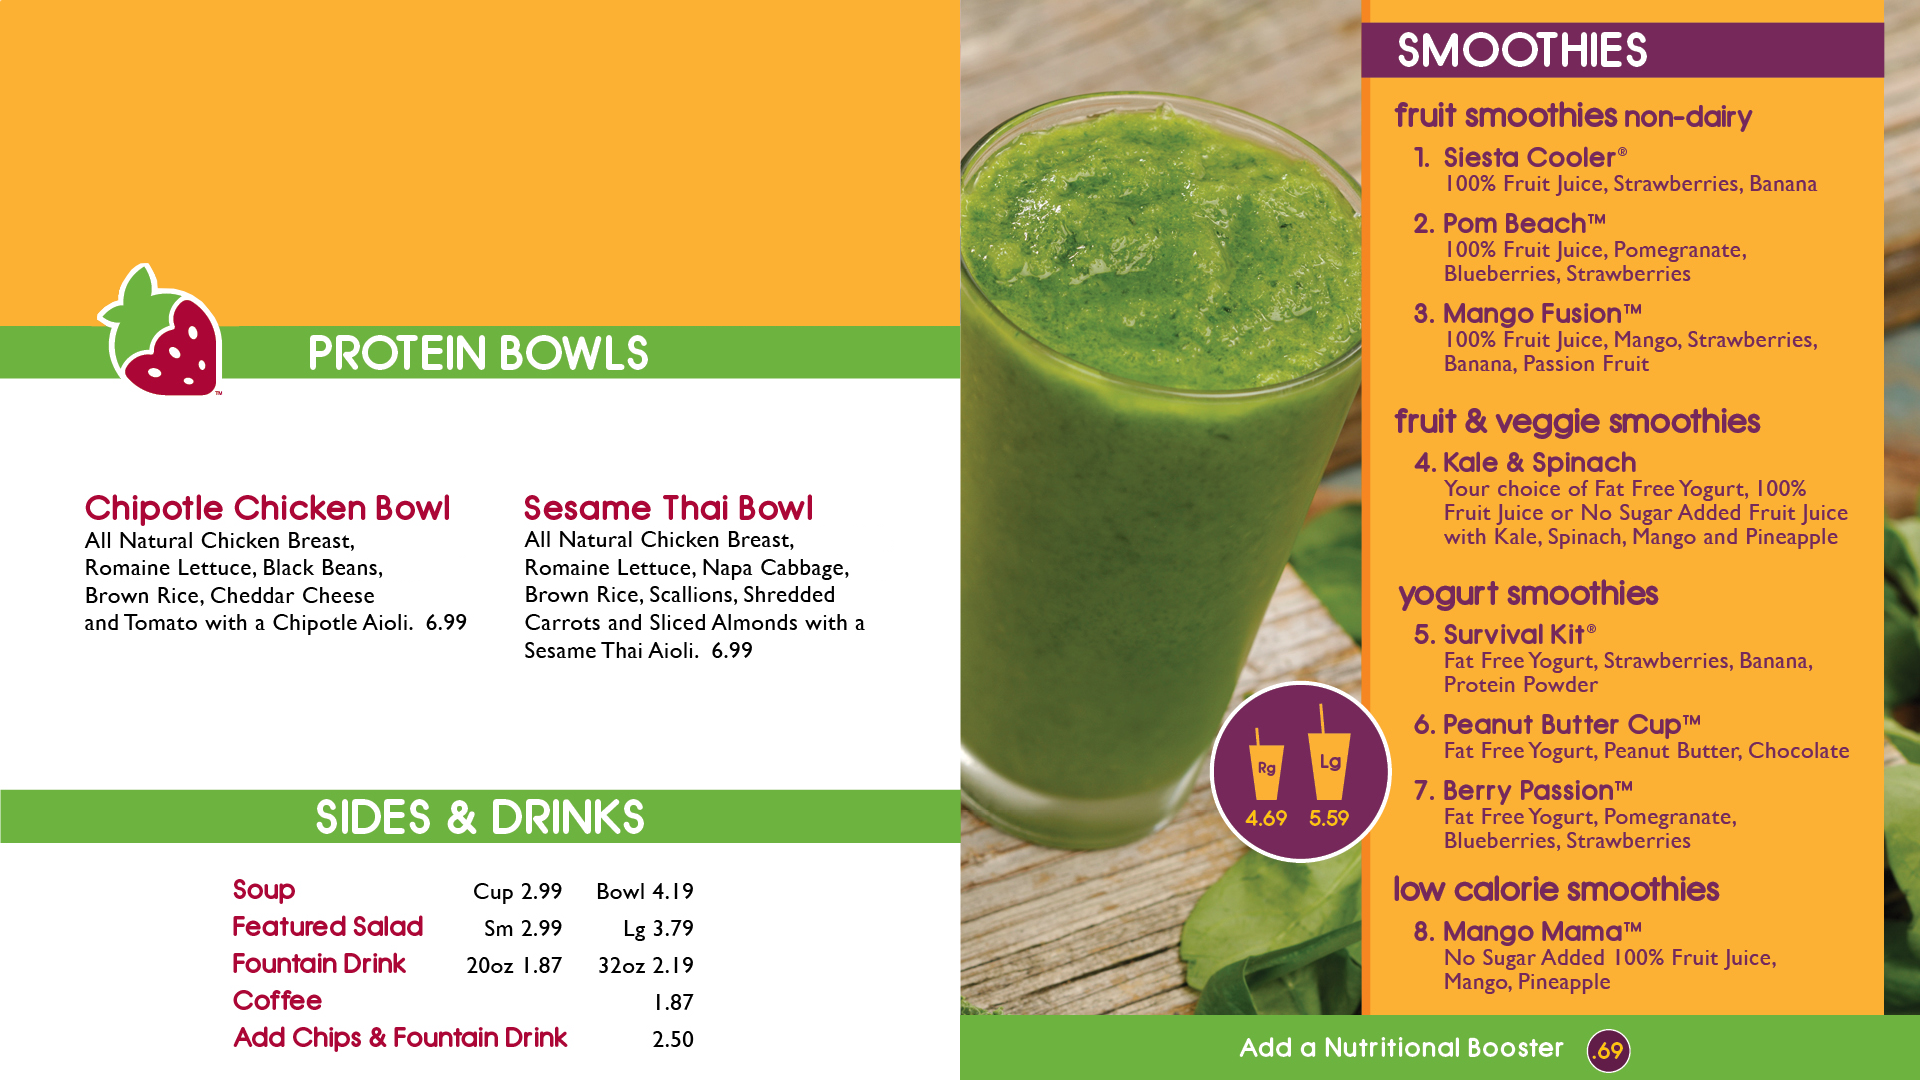 PROTEIN BOWLS
Chipotle Chicken Bowl
All Natural Chicken Breast,
Romaine Lettuce, Black Beans,
Brown Rice, Cheddar Cheese
and Tomato with a Chipotle Aioli. 6.99
Sesame Thai Bowl
All Natural Chicken Breast,
Romaine Lettuce, Napa Cabbage,
Brown Rice, Scallions, Shredded
Carrots and Sliced Almonds with a
Sesame Thai Aioli. 6.99
TM
SIDES & DRINKS
Soup Cup 2.99 Bowl 4.19
Featured Salad Sm 2.99 Lg 3.79
Fountain Drink 20oz 1.87 32oz 2.19
Coffee 1.87
Add Chips & Fountain Drink 2.50
Rg Lg
4.69 5.59
SMOOTHIES
fruit smoothies non-dairy
1. Siesta Cooler®
100% Fruit Juice, Strawberries, Banana
2. Pom Beach™
100% Fruit Juice, Pomegranate,
Blueberries, Strawberries
3. Mango Fusion™
100% Fruit Juice, Mango, Strawberries,
Banana, Passion Fruit
fruit & veggie smoothies
4. Kale & Spinach
Your choice of Fat Free Yogurt, 100%
Fruit Juice or No Sugar Added Fruit Juice
with Kale, Spinach, Mango and Pineapple
yogurt smoothies
5. Survival Kit®
Fat Free Yogurt, Strawberries, Banana,
Protein Powder
6. Peanut Butter Cup™
Fat Free Yogurt, Peanut Butter, Chocolate
7. Berry Passion™
Fat Free Yogurt, Pomegranate,
Blueberries, Strawberries
low calorie smoothies
8. Mango Mama™
No Sugar Added 100% Fruit Juice,
Mango, Pineapple
Add a Nutritional Booster .69